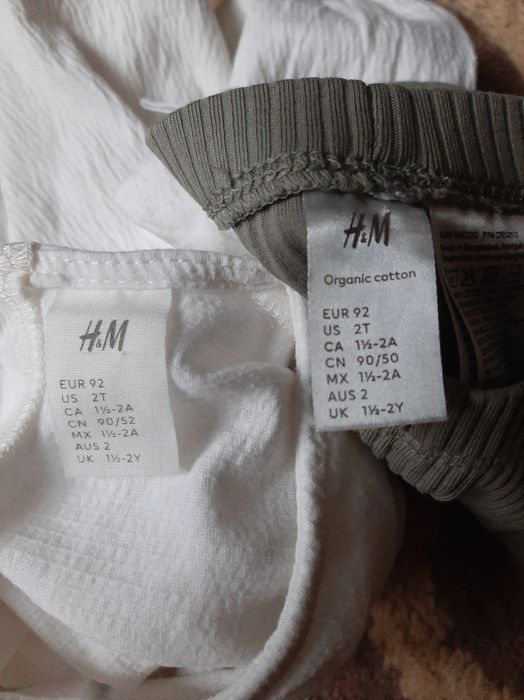 H&M
EUR 92
US 2T
CA 1½-2A
CN 90/52
MX 1½-2A
AUS 2
UK 1½-2Y
H&M
Organic cotton
EUR 92
US 2T
CA 1½-2A
CN 90/50
MX 1½-2A
AUS 2
UK 1½-2Y